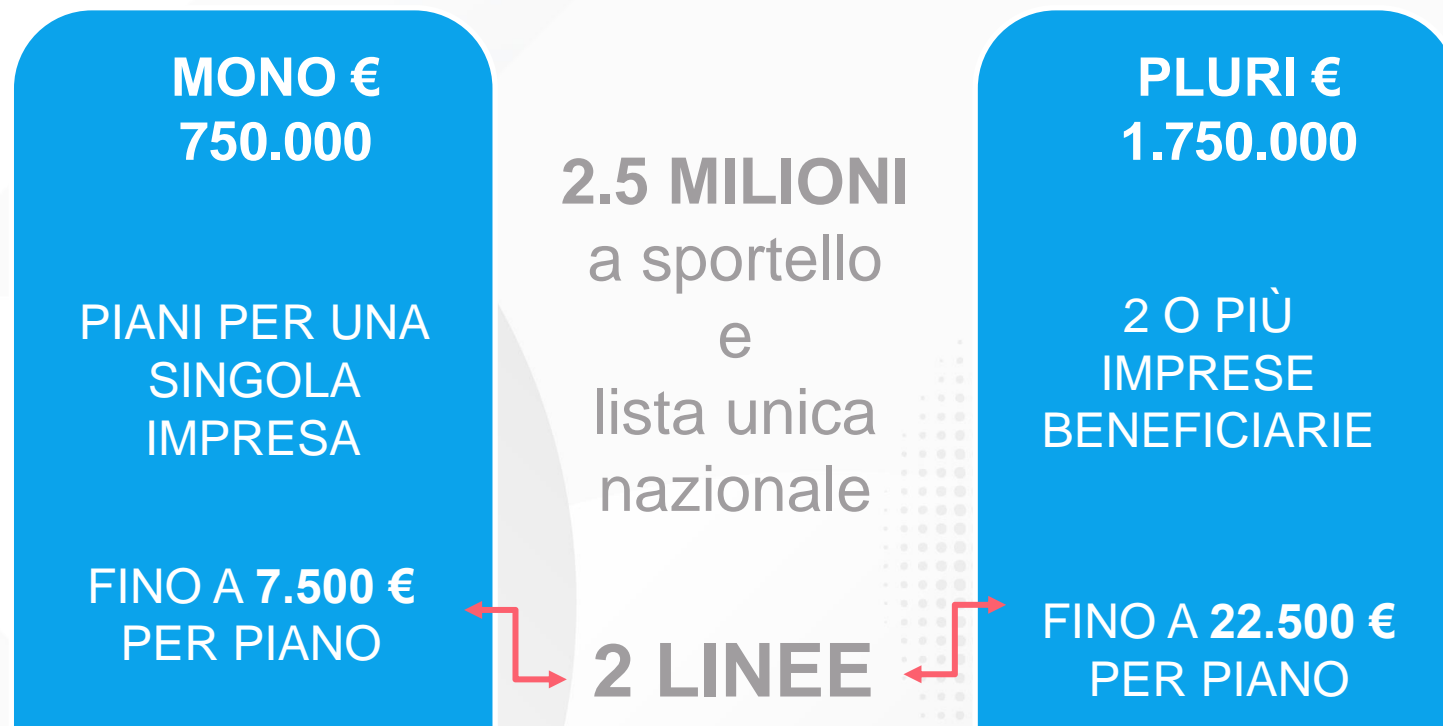 MONO €
750.000
PIANI PER UNA
SINGOLA
IMPRESA
FINO A 7.500 €
PER PIANO
2.5 MILIONI
a sportello
e
lista unica
nazionale
2 LINEE
PLURI €
1.750.000
2 O PIÙ
IMPRESE
BENEFICIARIE
FINO A 22.500 €
PER PIANO